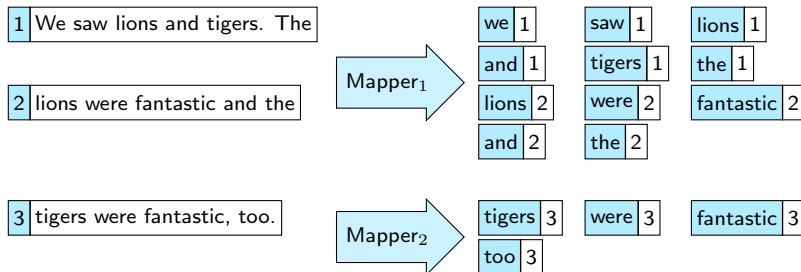 1 We saw lions and tigers. The
2 lions were fantastic and the
Mapper₁
we 1 saw 1 lions 1
and 1 tigers 1 the 1
lions 2 were 2 fantastic 2
and 2 the 2
3 tigers were fantastic, too.
Mapper₂
tigers 3 were 3 fantastic 3
too 3